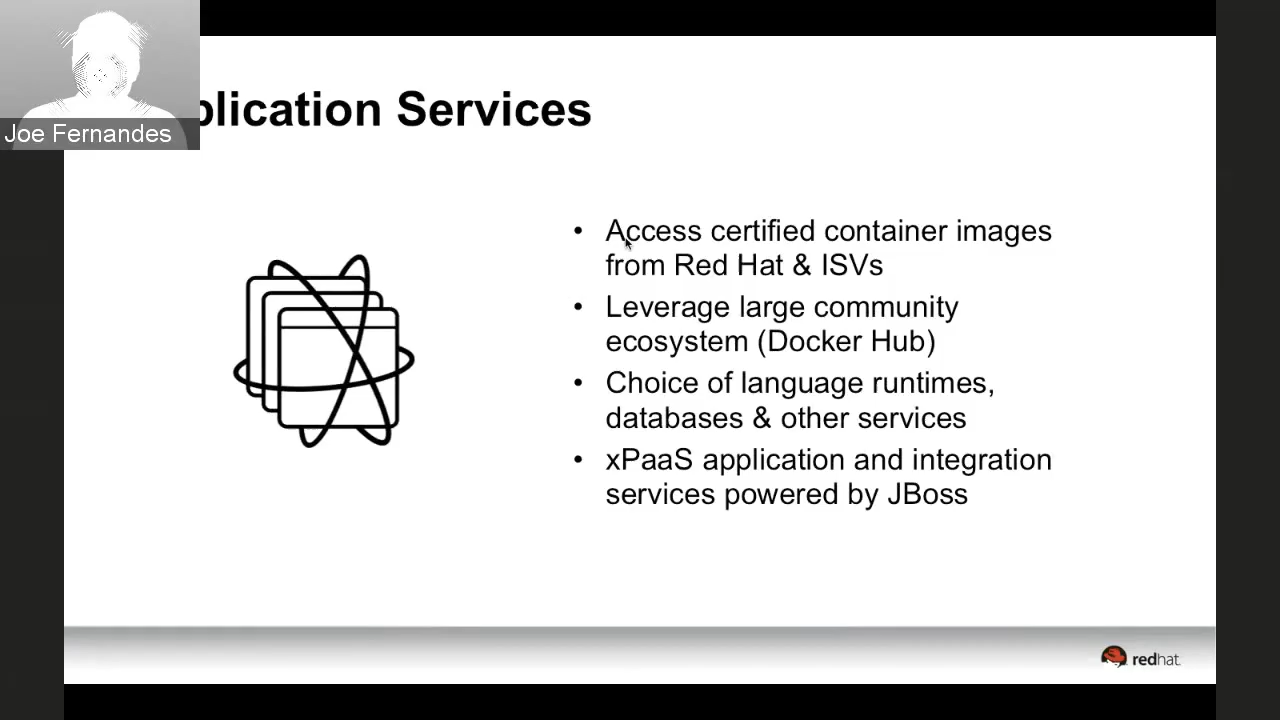 plication Services
Joe Fernandes
• Access certified container images
from Red Hat & ISVs
• Leverage large community
ecosystem (Docker Hub)
• Choice of language runtimes,
databases & other services
• xPaaS application and integration
services powered by JBoss
redhat.